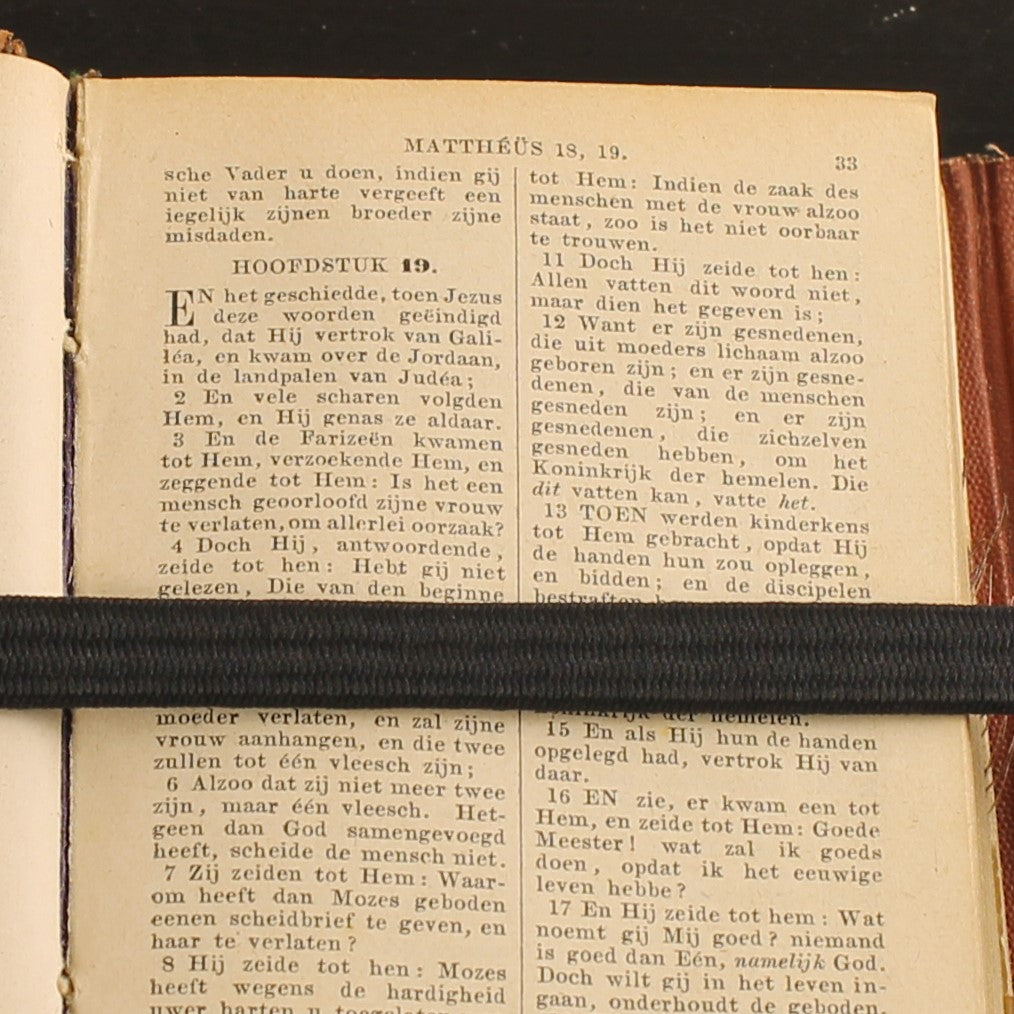 MATTHÉÜS 18, 19.
33
sche Vader u doen, indien gij
niet van harte vergeeft een
iegelijk zijnen broeder zijne
misdaden.
HOOFDSTUK 19.
EN het geschiedde, toen Jezus
deze woorden geëindigd
had, dat Hij vertrok van Gali-
léa, en kwam over de Jordaan,
in de landpalen van Judéa;
2 En vele scharen volgden
Hem, en Hij genas ze aldaar.
3 En de Farizeën kwamen
tot Hem, verzoekende Hem, en
zeggende tot Hem: Is het een
mensch geoorloofd zijne vrouw
te verlaten, om allerlei oorzaak?
4 Doch Hij, antwoordende,
zeide tot hen: Hebt gij niet
gelezen, Die van den beginne
moeder verlaten, en zal zijne
vrouw aanhangen, en die twee
zullen tot één vleesch zijn;
6 Alzoo dat zij niet meer twee
zijn, maar één vleesch. Het-
geen dan God samengevoegd
heeft, scheide de mensch niet.
7 Zij zeiden tot Hem: Waar-
om heeft dan Mozes geboden
eenen scheidbrief te geven, en
haar te verlaten?
8 Hij zeide tot hen: Mozes
heeft wegens de hardigheid
uwer harten u
tot Hem: Indien de zaak des
menschen met de vrouw alzoo
staat, zoo is het niet oorbaar
te trouwen.
11 Doch Hij zeide tot hen:
Allen vatten dit woord niet,
maar dien het gegeven is;
12 Want er zijn gesnedenen,
die uit moeders lichaam alzoo
geboren zijn; en er zijn gesne-
denen, die van de menschen
gesneden zijn; en er zijn
gesnedenen, die zichzelven
gesneden hebben, om het
Koninkrijk der hemelen. Die
dit vatten kan, vatte het.
13 TOEN werden kinderkens
tot Hem gebracht, opdat Hij
de handen hun zou opleggen,
en bidden; en de discipelen
bestraften
der hemelen.
15 En als Hij hun de handen
opgelegd had, vertrok Hij van
daar.
16 EN zie, er kwam een tot
Hem, en zeide tot Hem: Goede
Meester! wat zal ik goeds
doen, opdat ik het eeuwige
leven hebbe?
17 En Hij zeide tot hem: Wat
noemt gij Mij goed? niemand
is goed dan Eén, namelijk God.
Doch wilt gij in het leven in-
gaan, onderhoudt de geboden.